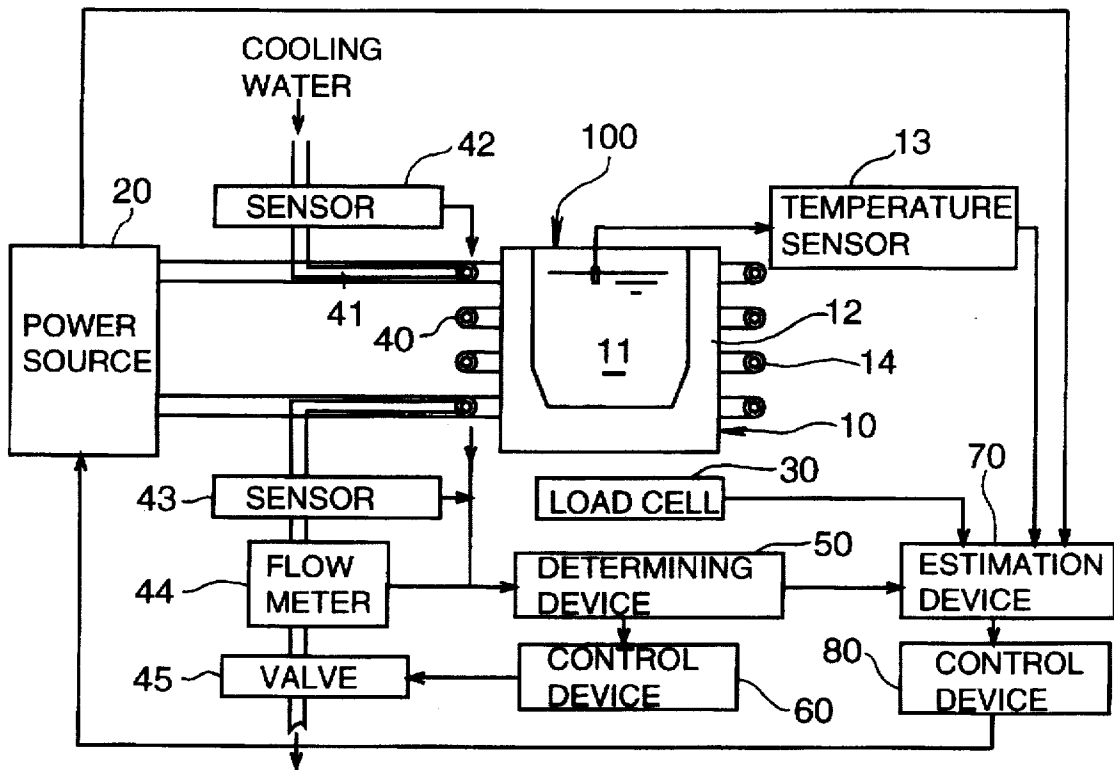 COOLING
WATER
42
100
13
20
SENSOR
TEMPERATURE
SENSOR
41
POWER
SOURCE
40
11
12
14
10
30
70
43
SENSOR
LOAD CELL
50
44
FLOW
METER
DETERMINING
DEVICE
ESTIMATION
DEVICE
45
VALVE
CONTROL
DEVICE
60
80
CONTROL
DEVICE